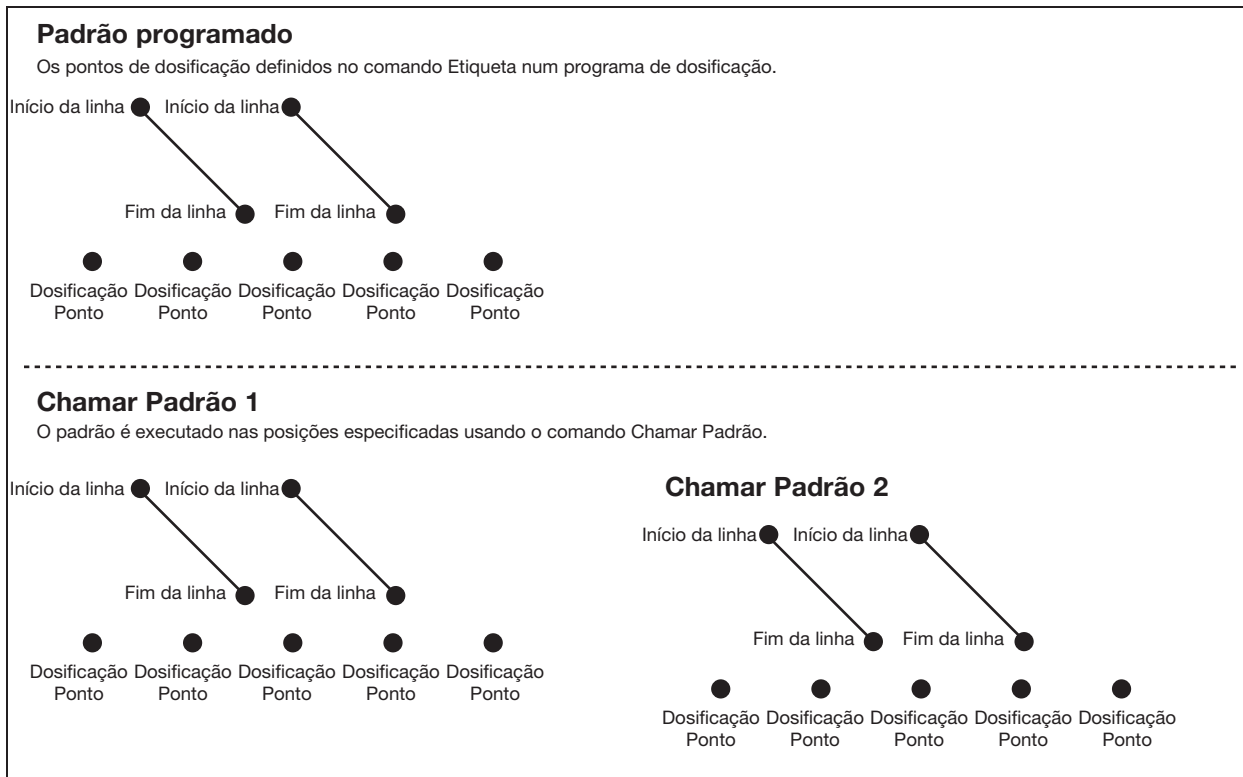 Padrão programado
Os pontos de dosificação definidos no comando Etiqueta num programa de dosificação.
Início da linha Início da linha
Fim da linha Fim da linha
Dosificação Dosificação Dosificação Dosificação Dosificação
Ponto Ponto Ponto Ponto Ponto
Chamar Padrão 1
O padrão é executado nas posições especificadas usando o comando Chamar Padrão.
Início da linha Início da linha
Fim da linha Fim da linha
Dosificação Dosificação Dosificação Dosificação Dosificação
Ponto Ponto Ponto Ponto Ponto
Chamar Padrão 2
Início da linha Início da linha
Fim da linha Fim da linha
Dosificação Dosificação Dosificação Dosificação Dosificação
Ponto Ponto Ponto Ponto Ponto